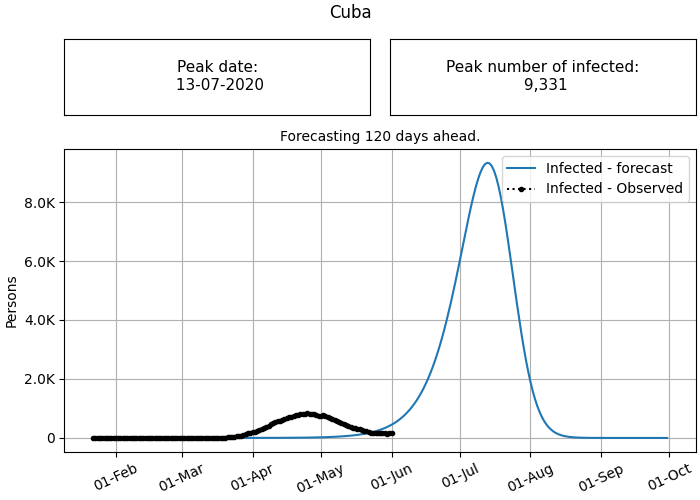 Cuba
Peak date:
13-07-2020
Peak number of infected:
9,331
Forecasting 120 days ahead.
Infected - forecast
Infected - Observed
8.0K
6.0K
4.0K
2.0K
0
Persons
01-Feb
01-Mar
01-Apr
01-May
01-Jun
01-Jul
01-Aug
01-Sep
01-Oct